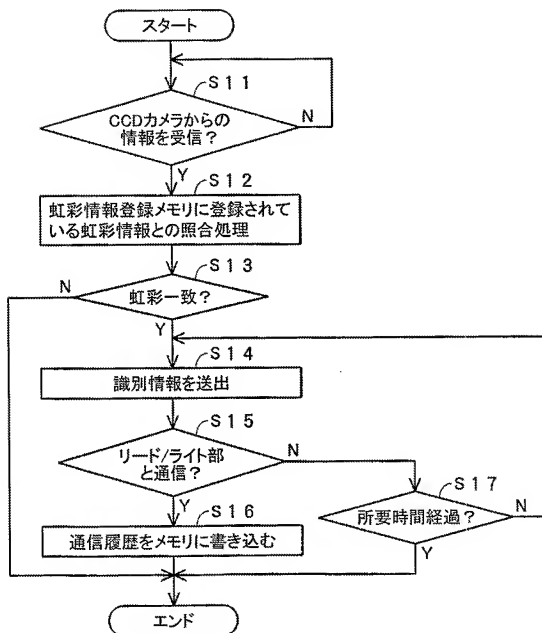 スタート
S11
CCDカメラからの
情報を受信？
N
Y
S12
虹彩情報登録メモリに登録されて
いる虹彩情報との照合処理
S13
N
虹彩一致？
Y
S14
識別情報を送出
S15
リード/ライト部
と通信？
N
Y
S17
所要時間経過？
N
Y
S16
通信履歴をメモリに書き込む
エンド